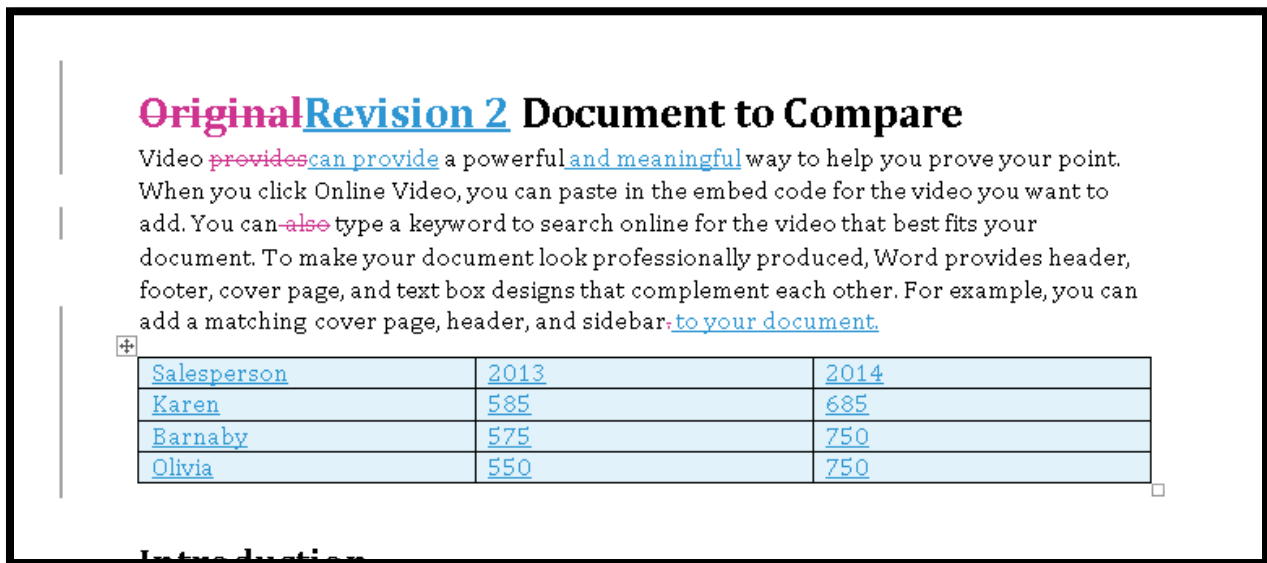 OriginalRevision 2 Document to Compare
Video providescan provide a powerful and meaningful way to help you prove your point.
When you click Online Video, you can paste in the embed code for the video you want to
add. You can also type a keyword to search online for the video that best fits your
document. To make your document look professionally produced, Word provides header,
footer, cover page, and text box designs that complement each other. For example, you can
add a matching cover page, header, and sidebar. to your document.
Salesperson 2013 2014
Karen 585 685
Barnaby 575 750
Olivia 550 750
Introduction